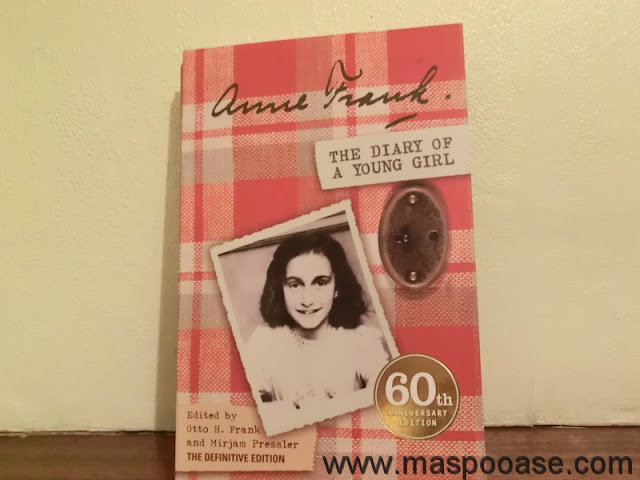 Anne Frank.
THE DIARY OF
A YOUNG GIRL
60th
ANNIVERSARY
EDITION
Edited by
Otto H. Frank
and Mirjam Pressler
THE DEFINITIVE EDITION
www.maspooase.com